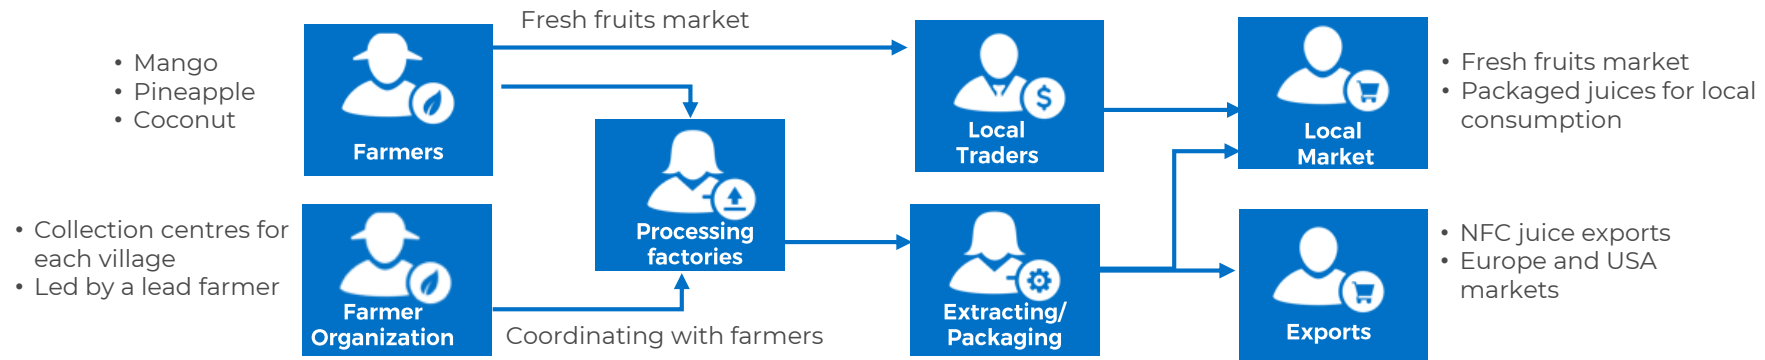 Fresh fruits market
• Mango
• Pineapple
• Coconut
Farmers
Local
Traders
Local
Market
• Fresh fruits market
• Packaged juices for local
consumption
Processing
factories
• Collection centres for
each village
• Led by a lead farmer
Farmer
Organization
Coordinating with farmers
Extracting/
Packaging
Exports
• NFC juice exports
• Europe and USA
markets